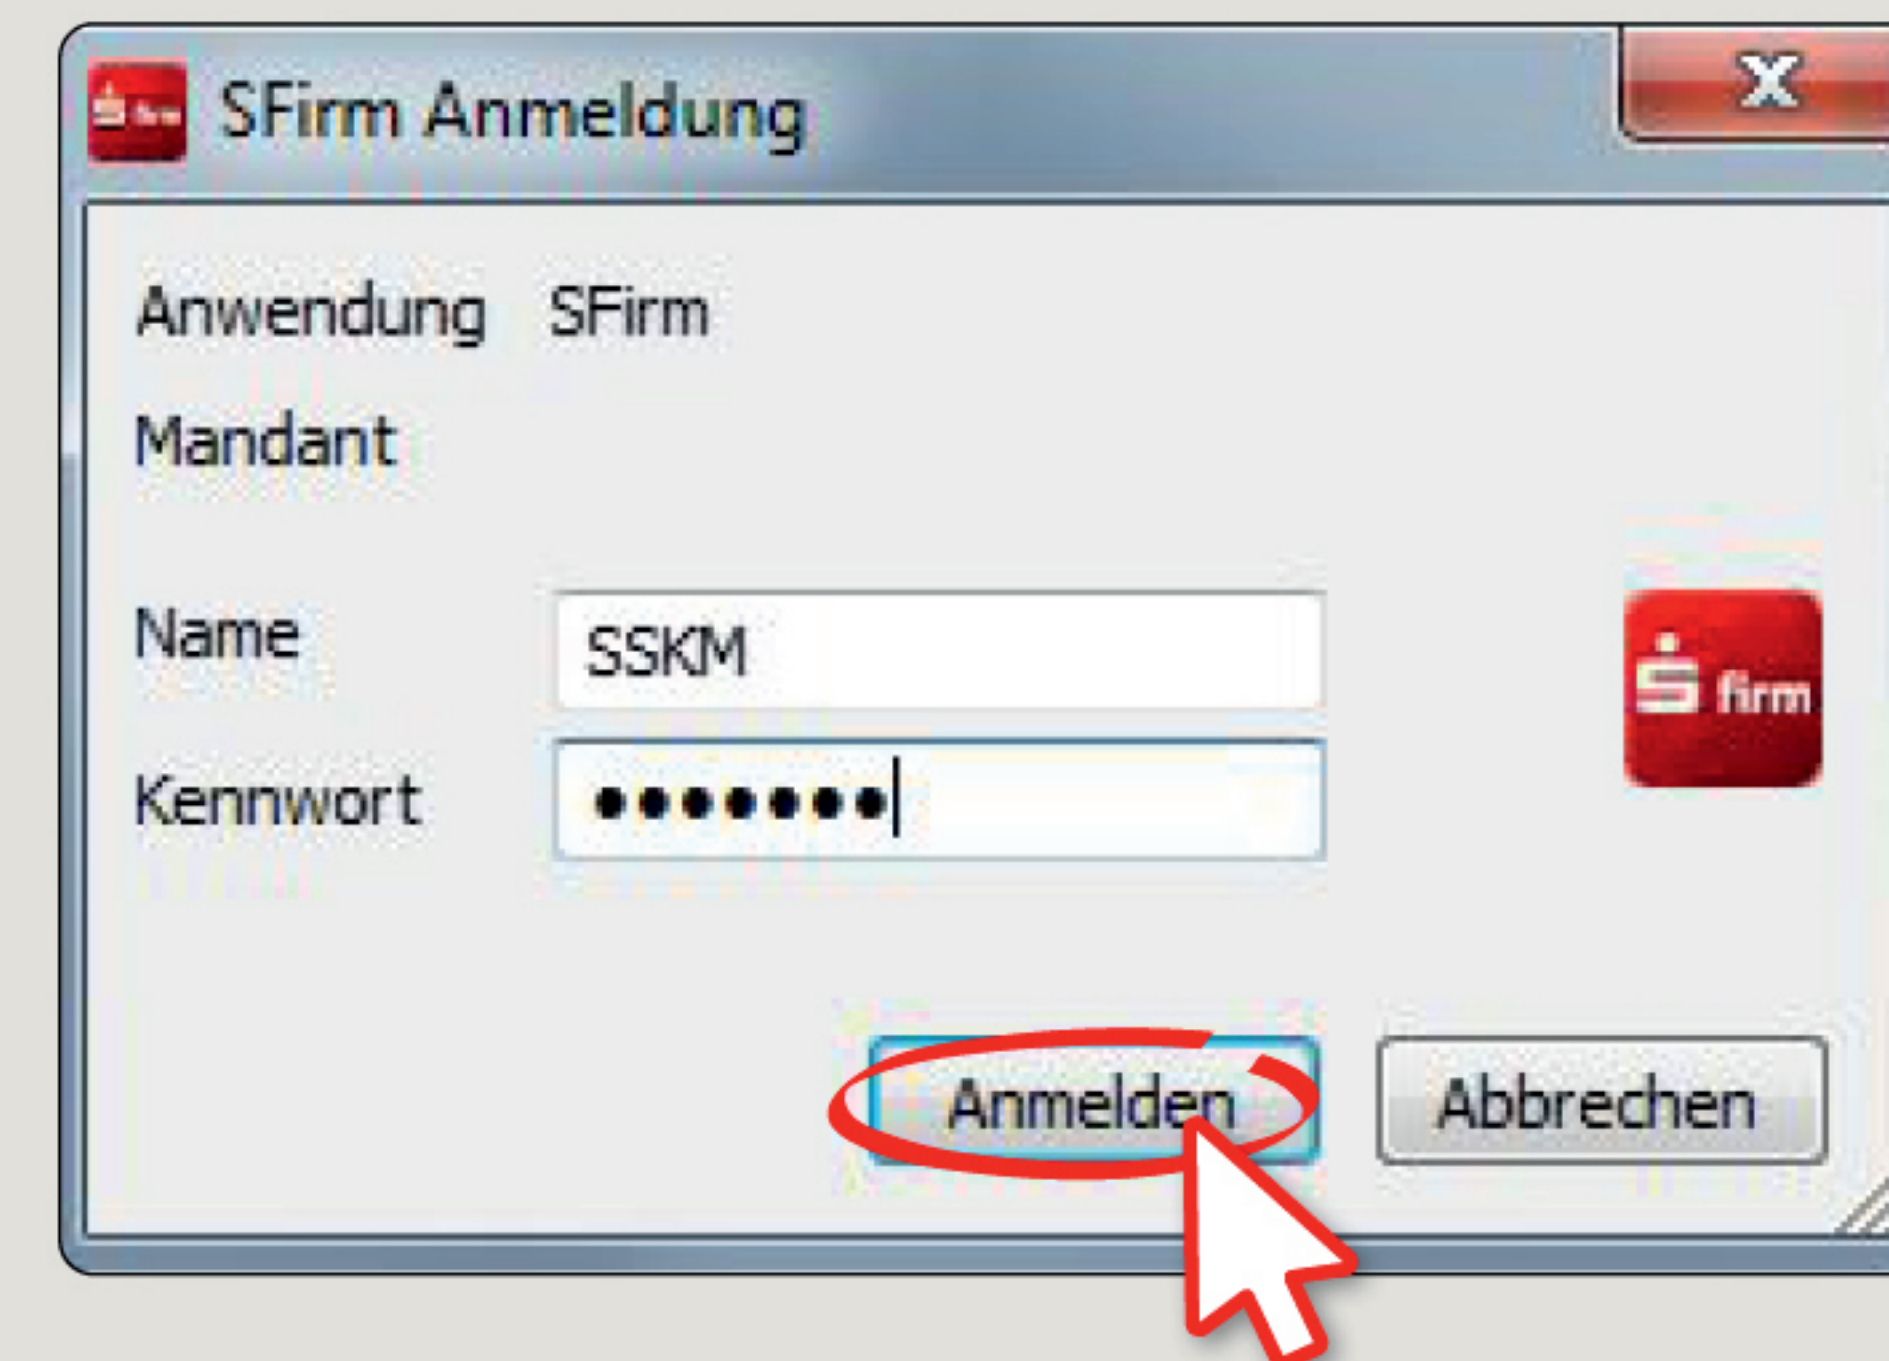 SFirm Anmeldung
Anwendung SFirm
Mandant
Name SSKM
S firm
Kennwort •••••••
Anmelden Abbrechen